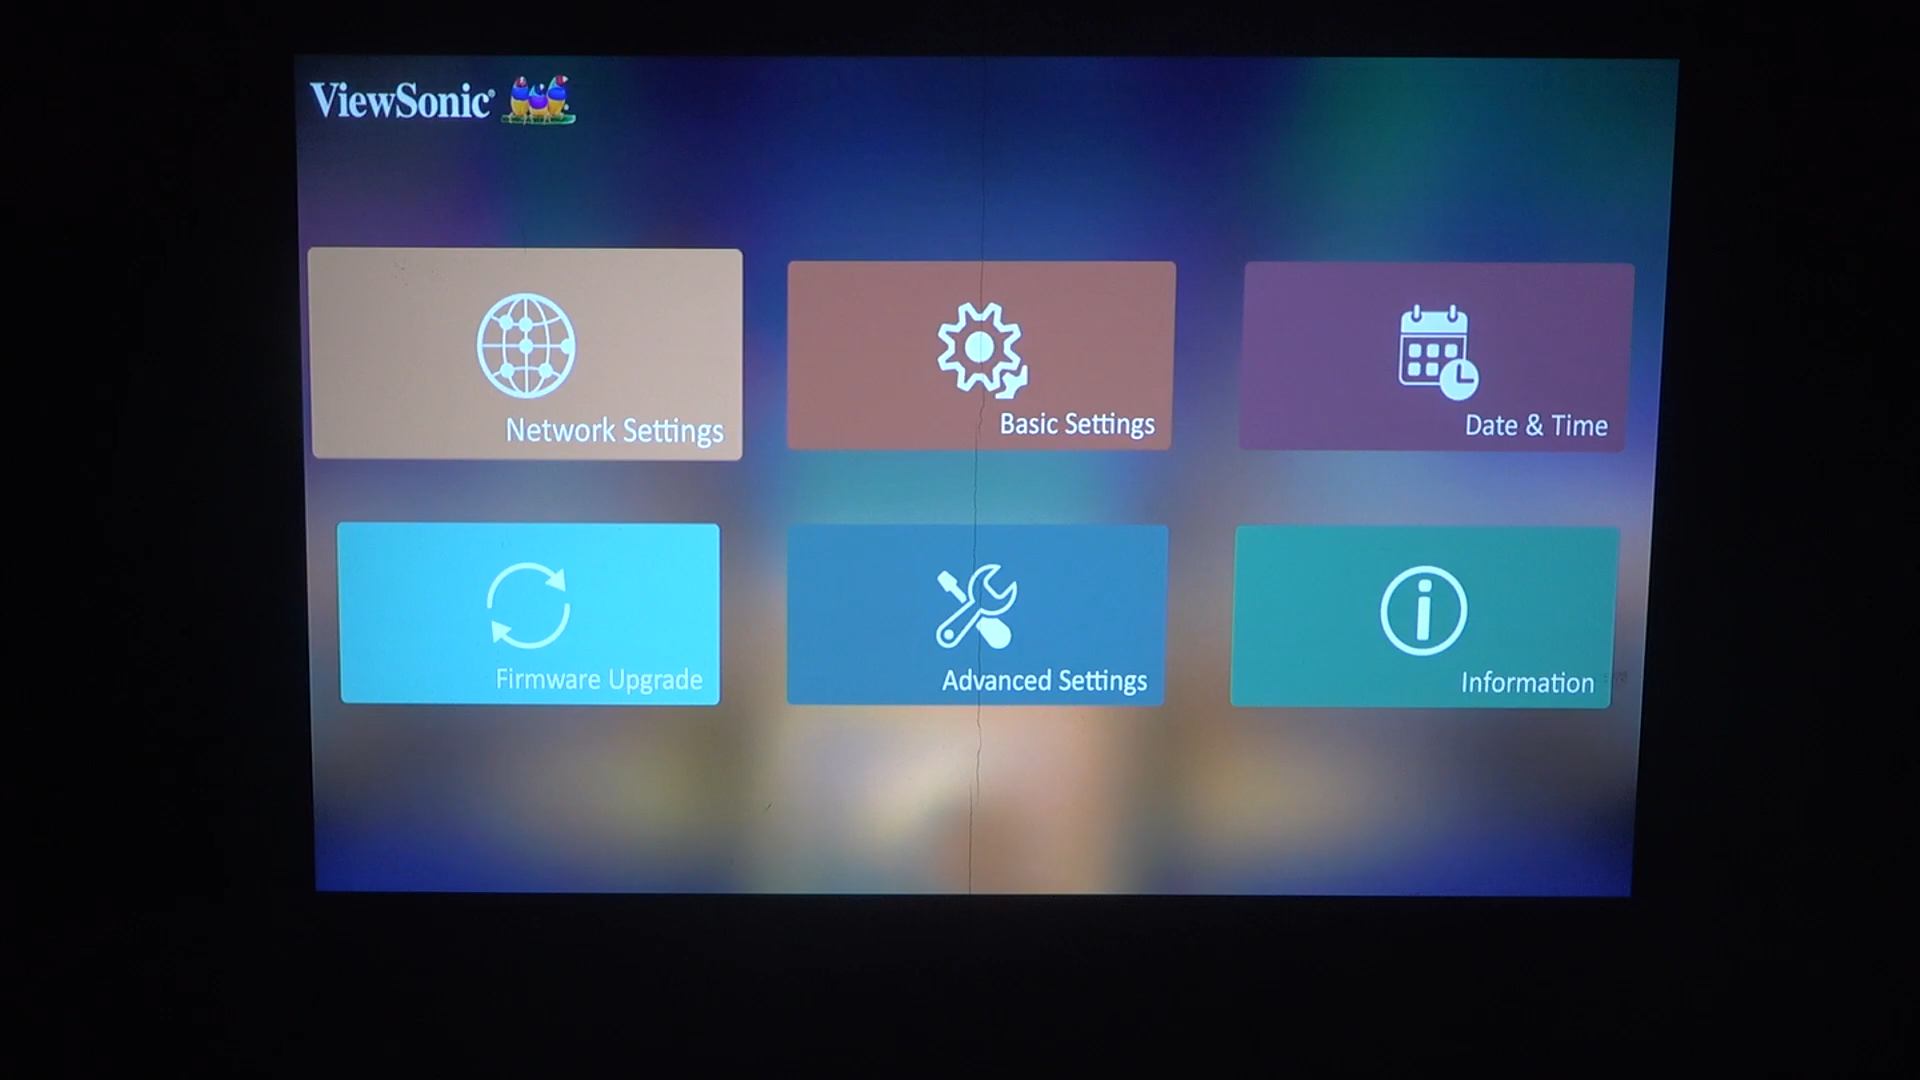 ViewSonic®
Network Settings
Basic Settings
Date & Time
Firmware Upgrade
Advanced Settings
Information